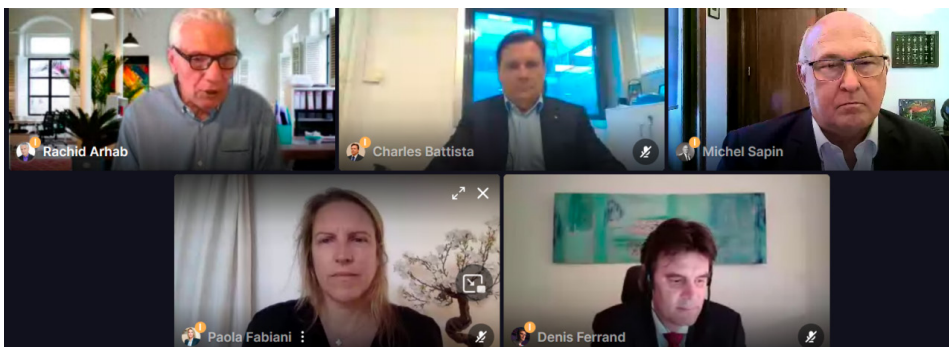 Rachid Arhab
Charles Battista
Michel Sapin
Paola Fabiani
Denis Ferrand